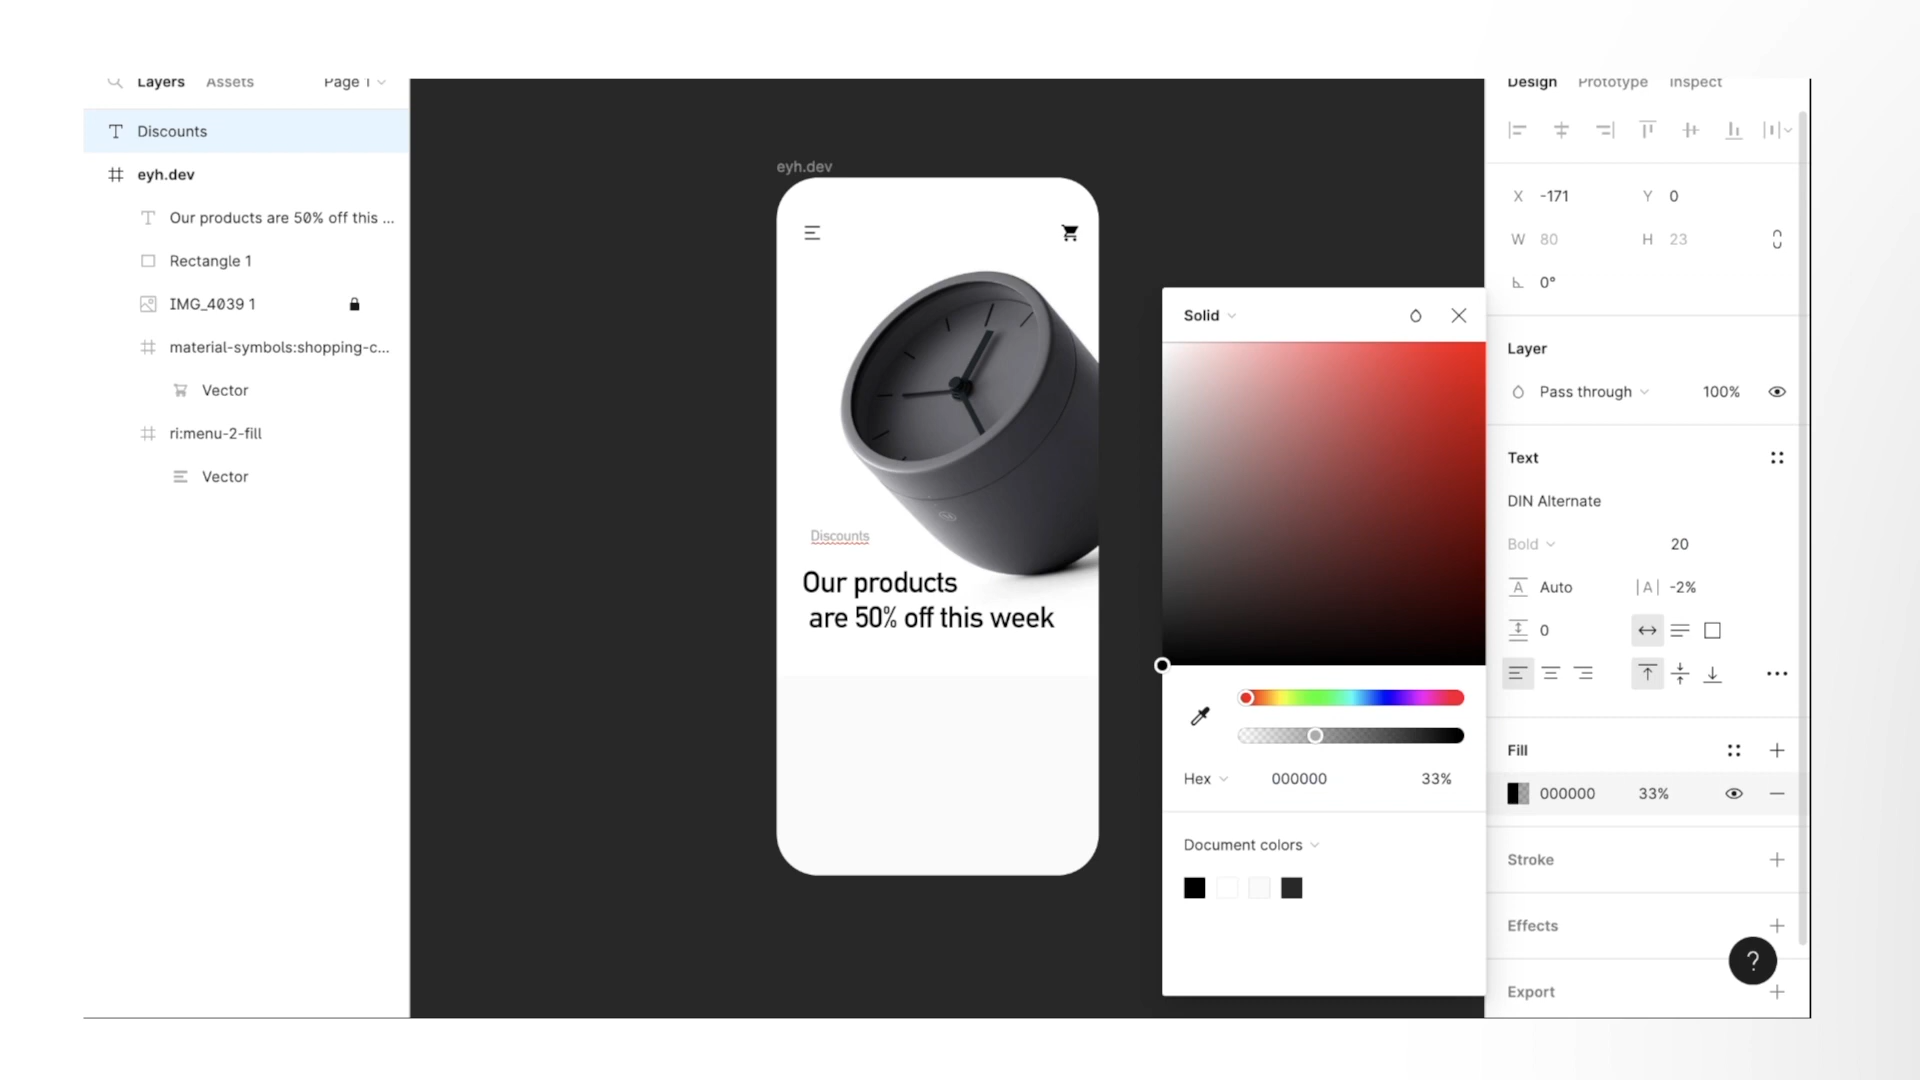 Layers Assets Page 1
Discounts
eyh.dev
Our products are 50% off this ...
Rectangle 1
IMG_4039 1
material-symbols:shopping-c...
Vector
ri:menu-2-fill
Vector
eyh.dev
Discounts
Our products
are 50% off this week
Solid
Hex 000000 33%
Document colors
Design Prototype Inspect
X -171 Y 0
W 80 H 23
0°
Layer
Pass through 100%
Text
DIN Alternate
Bold 20
A Auto |A| -2%
0
Fill
000000 33%
Stroke
Effects
?
Export